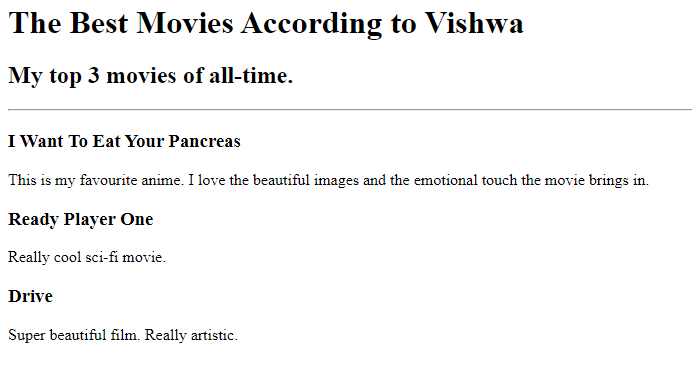 The Best Movies According to Vishwa
My top 3 movies of all-time.
I Want To Eat Your Pancreas
This is my favourite anime. I love the beautiful images and the emotional touch the movie brings in.
Ready Player One
Really cool sci-fi movie.
Drive
Super beautiful film. Really artistic.